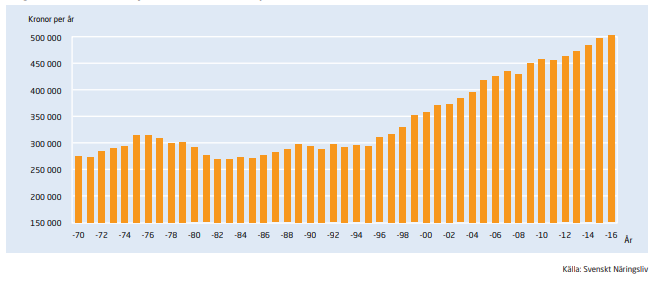 Kronor per år
500 000
450 000
400 000
350 000
300 000
250 000
200 000
150 000
-70 -72 -74 -76 -78 -80 -82 -84 -86 -88 -90 -92 -94 -96 -98 -00 -02 -04 -06 -08 -10 -12 -14 -16
År
Källa: Svenskt Näringsliv